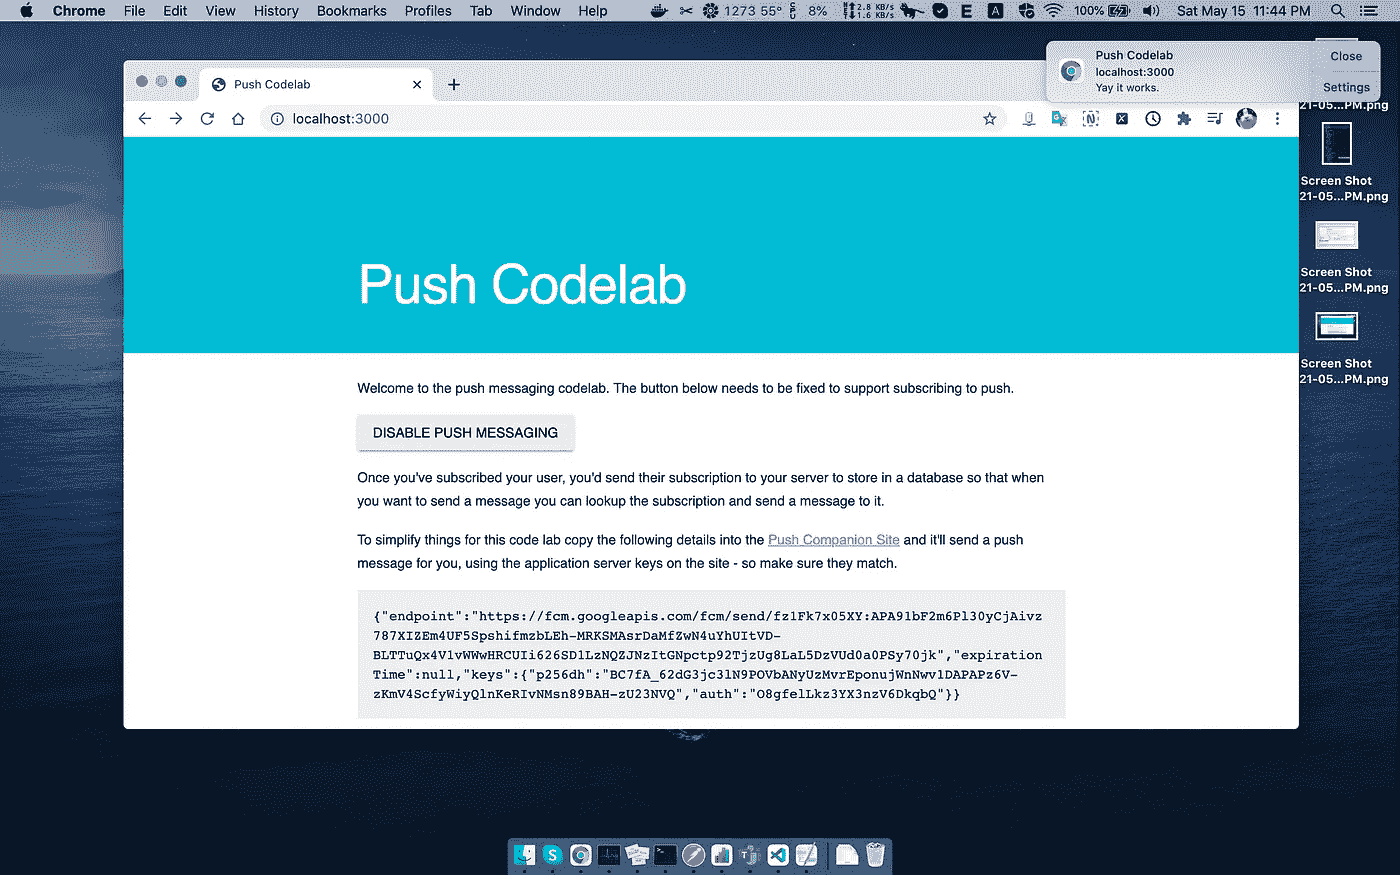 Chrome File Edit View History Bookmarks Profiles Tab Window Help 1273 55° CPU 8% 2.8 KB/s 1.6 KB/s E A 100% Sat May 15 11:44 PM
Push Codelab
Push Codelab
localhost:3000
Yay it works.
Close
Settings
localhost:3000
21-05...PM.png
Screen Shot
21-05...PM.png
Screen Shot
21-05...PM.png
Screen Shot
21-05...PM.png
Push Codelab
Welcome to the push messaging codelab. The button below needs to be fixed to support subscribing to push.
DISABLE PUSH MESSAGING
Once you've subscribed your user, you'd send their subscription to your server to store in a database so that when
you want to send a message you can lookup the subscription and send a message to it.
To simplify things for this code lab copy the following details into the Push Companion Site and it'll send a push
message for you, using the application server keys on the site - so make sure they match.
{"endpoint":"https://fcm.googleapis.com/fcm/send/fz1Fk7x05XY:APA91bF2m6Pl30yCjAivz
787XIZEm4UF5SpshifmzbLEh-MRKSMAsrDaMfZwN4uYhUItVD-
BLTTuQx4V1vWWwHRCUIi626SD1LzNQZJNzItGNpctp92TjzUg8LaL5DzVUd0a0PSy70jk","expiration
Time":null,"keys":{"p256dh":"BC7fA_62dG3jc3lN9POVbANyUzMvrEponujWnNwv1DAPAPz6V-
zKmV4ScfyWiyQlnKeRIvNMsn89BAH-zU23NVQ","auth":"O8gfelLkz3YX3nzV6DkqbQ"}}